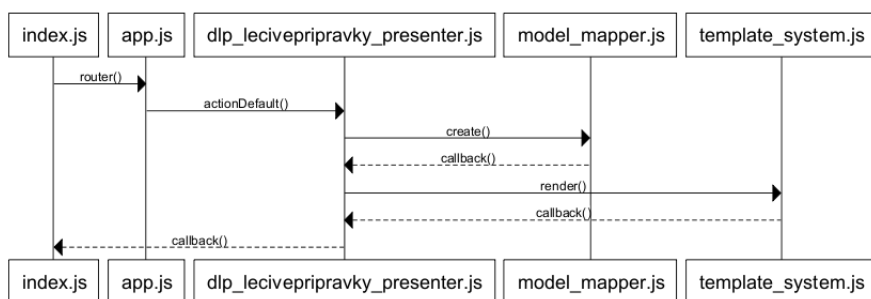 index.js app.js dlp_lecivepripravky_presenter.js model_mapper.js template_system.js
router()
actionDefault()
create()
callback()
render()
callback()
callback()
index.js app.js dlp_lecivepripravky_presenter.js model_mapper.js template_system.js